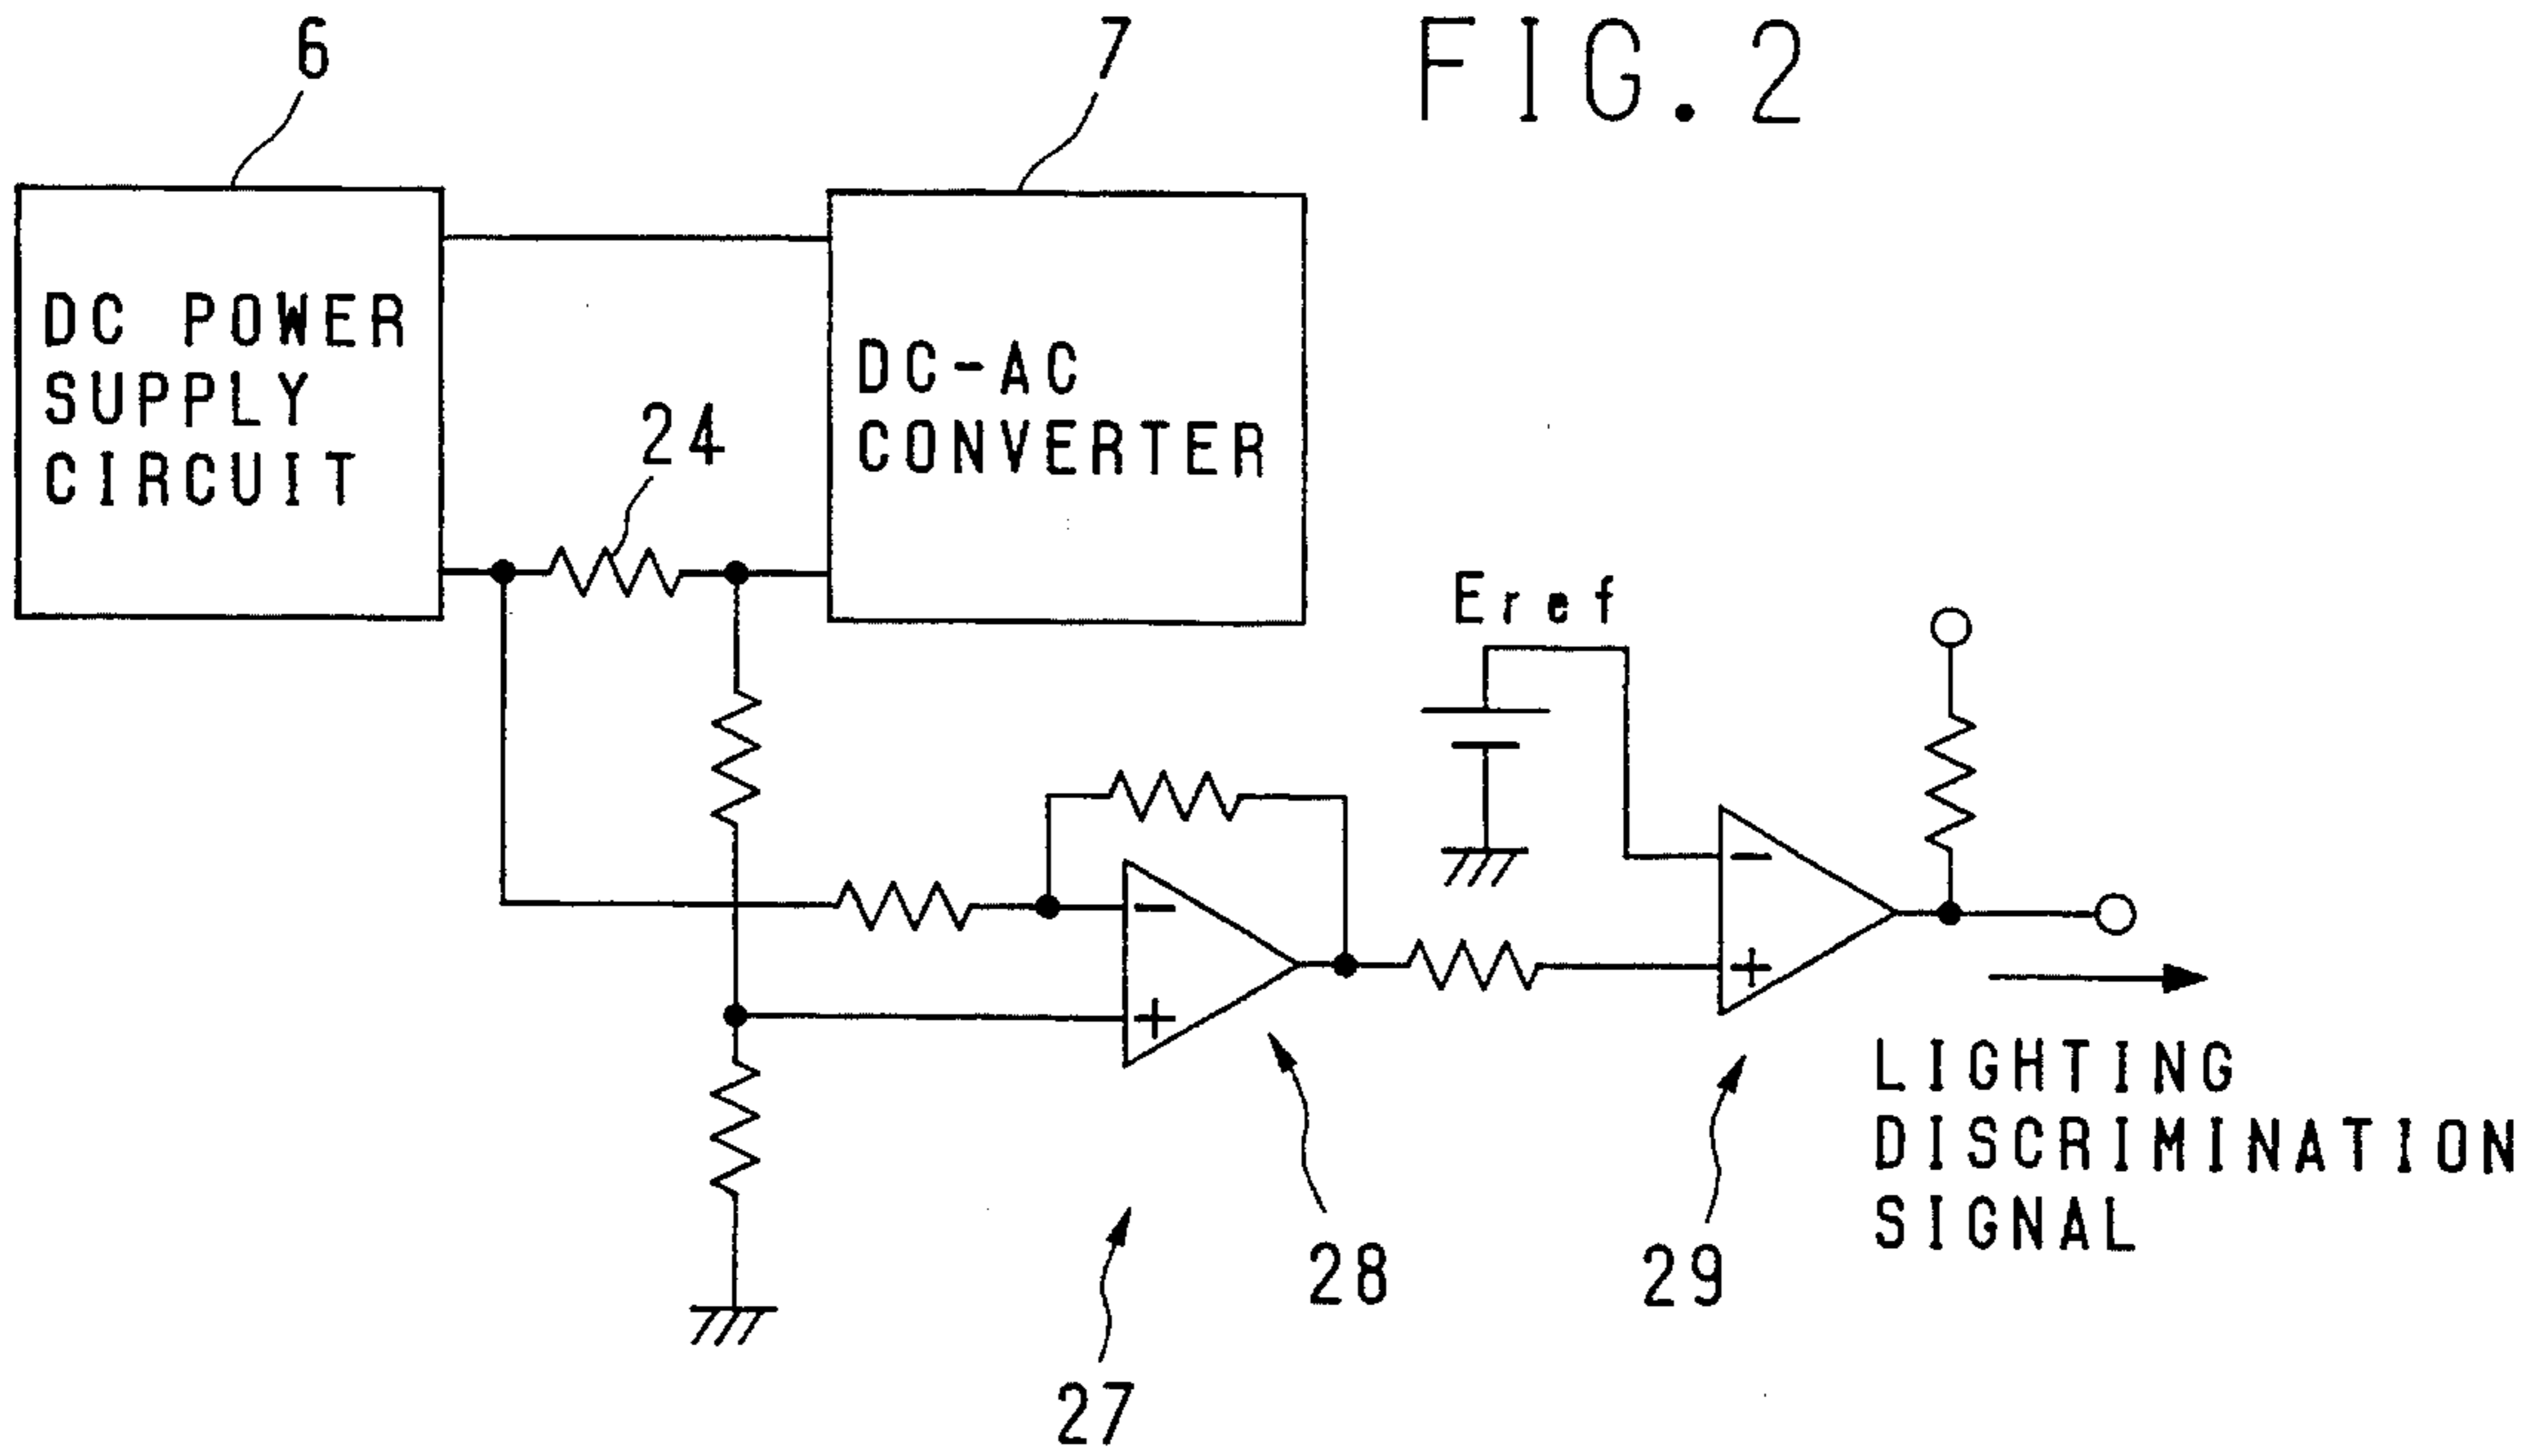 FIG.2
6
7
DC POWER
SUPPLY
CIRCUIT
DC-AC
CONVERTER
24
Eref
-
+
-
+
LIGHTING
DISCRIMINATION
SIGNAL
28
29
27